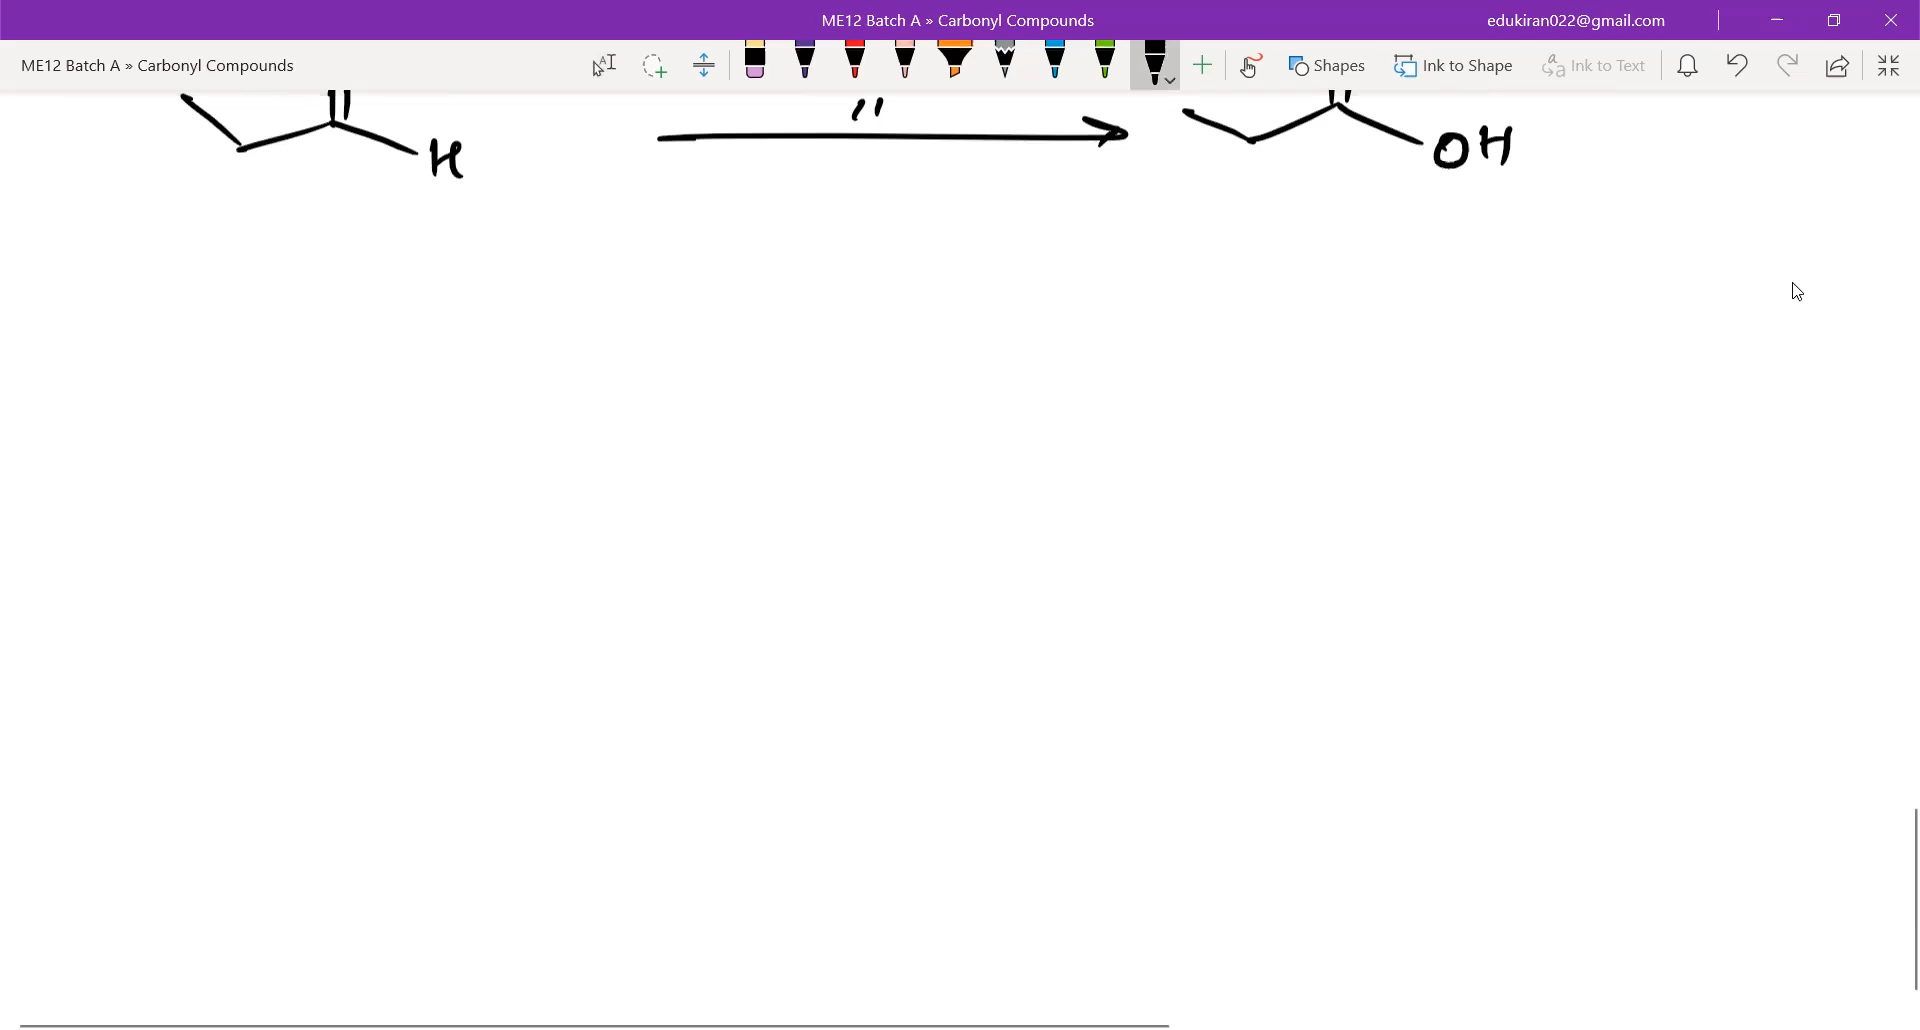 ME12 Batch A » Carbonyl Compounds
edukiran022@gmail.com
ME12 Batch A » Carbonyl Compounds
Shapes
Ink to Shape
Ink to Text
〃
H
OH